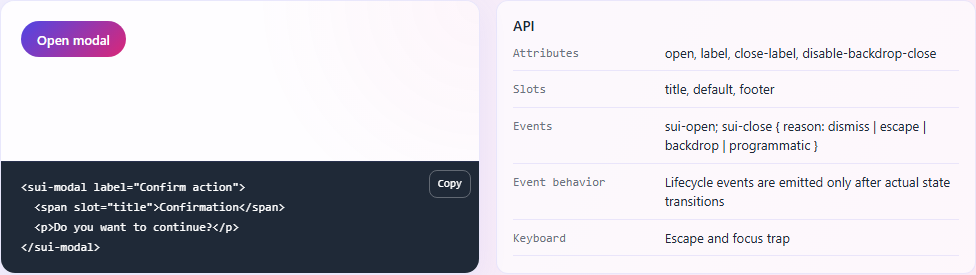 Open modal
<sui-modal label="Confirm action">
  <span slot="title">Confirmation</span>
  <p>Do you want to continue?</p>
</sui-modal>
Copy
API
Attributes open, label, close-label, disable-backdrop-close
Slots title, default, footer
Events sui-open; sui-close { reason: dismiss | escape |
backdrop | programmatic }
Event behavior Lifecycle events are emitted only after actual state
transitions
Keyboard Escape and focus trap